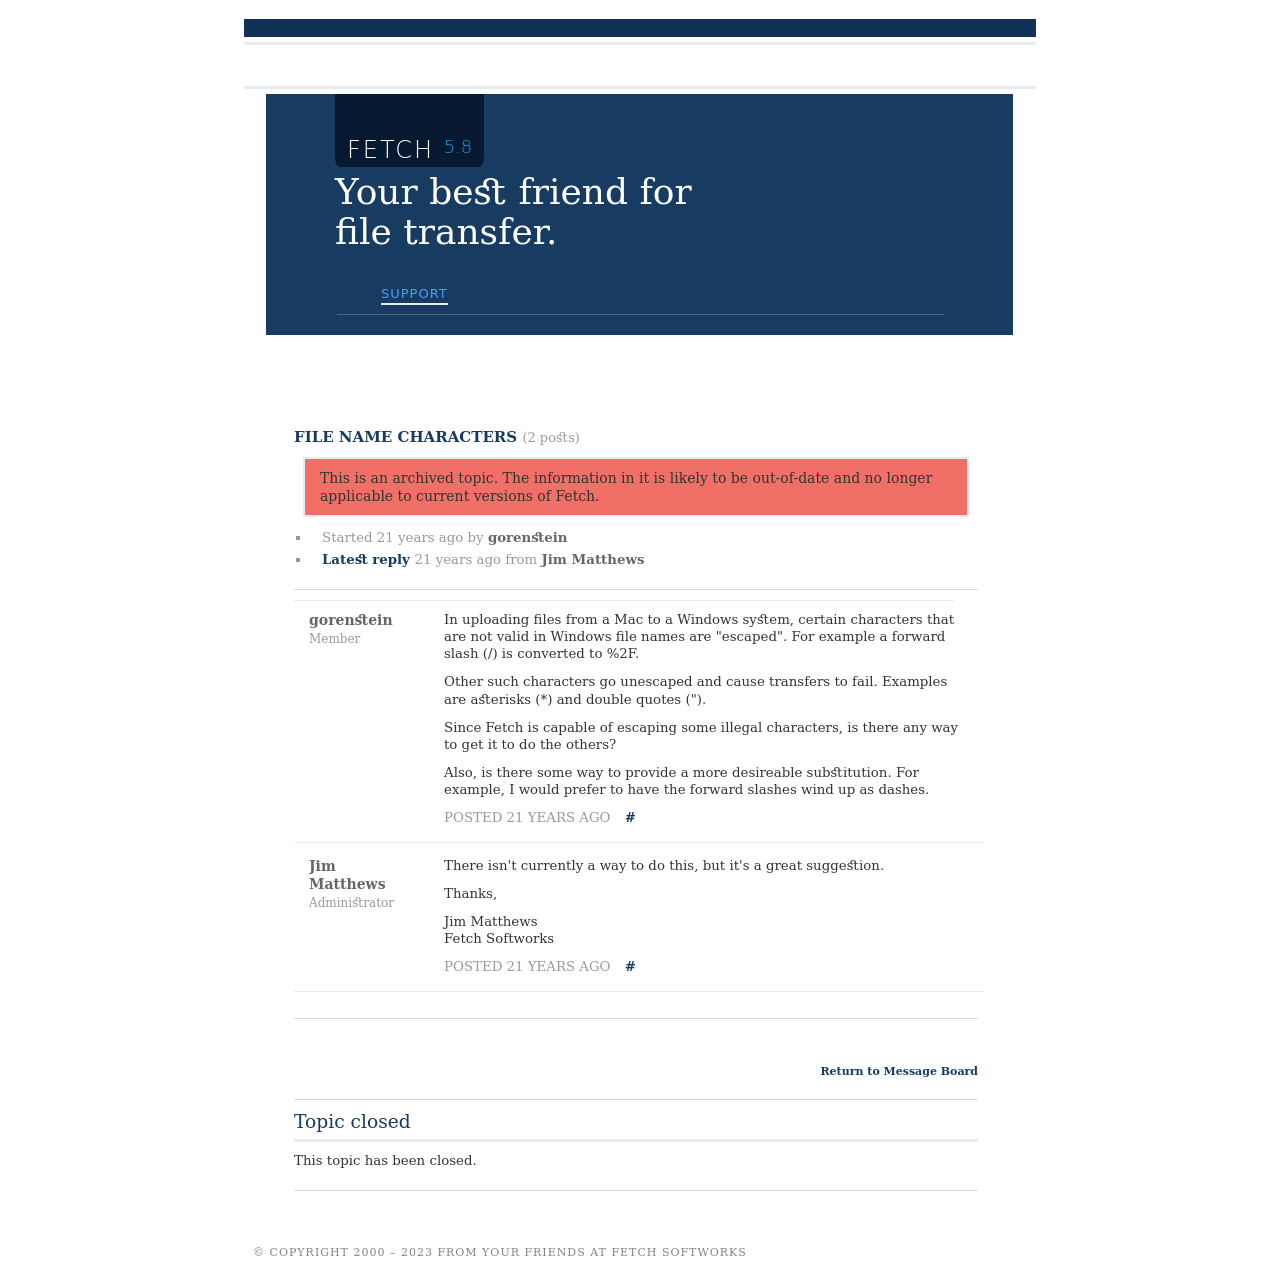 FETCH 5.8
Your best friend for
file transfer.
SUPPORT
FILE NAME CHARACTERS (2 posts)
This is an archived topic. The information in it is likely to be out-of-date and no longer
applicable to current versions of Fetch.
Started 21 years ago by gorenstein
Latest reply 21 years ago from Jim Matthews
gorenstein
Member
In uploading files from a Mac to a Windows system, certain characters that
are not valid in Windows file names are "escaped". For example a forward
slash (/) is converted to %2F.
Other such characters go unescaped and cause transfers to fail. Examples
are asterisks (*) and double quotes (").
Since Fetch is capable of escaping some illegal characters, is there any way
to get it to do the others?
Also, is there some way to provide a more desireable substitution. For
example, I would prefer to have the forward slashes wind up as dashes.
POSTED 21 YEARS AGO #
Jim
Matthews
Administrator
There isn't currently a way to do this, but it's a great suggestion.
Thanks,
Jim Matthews
Fetch Softworks
POSTED 21 YEARS AGO #
Return to Message Board
Topic closed
This topic has been closed.
© COPYRIGHT 2000 – 2023 FROM YOUR FRIENDS AT FETCH SOFTWORKS